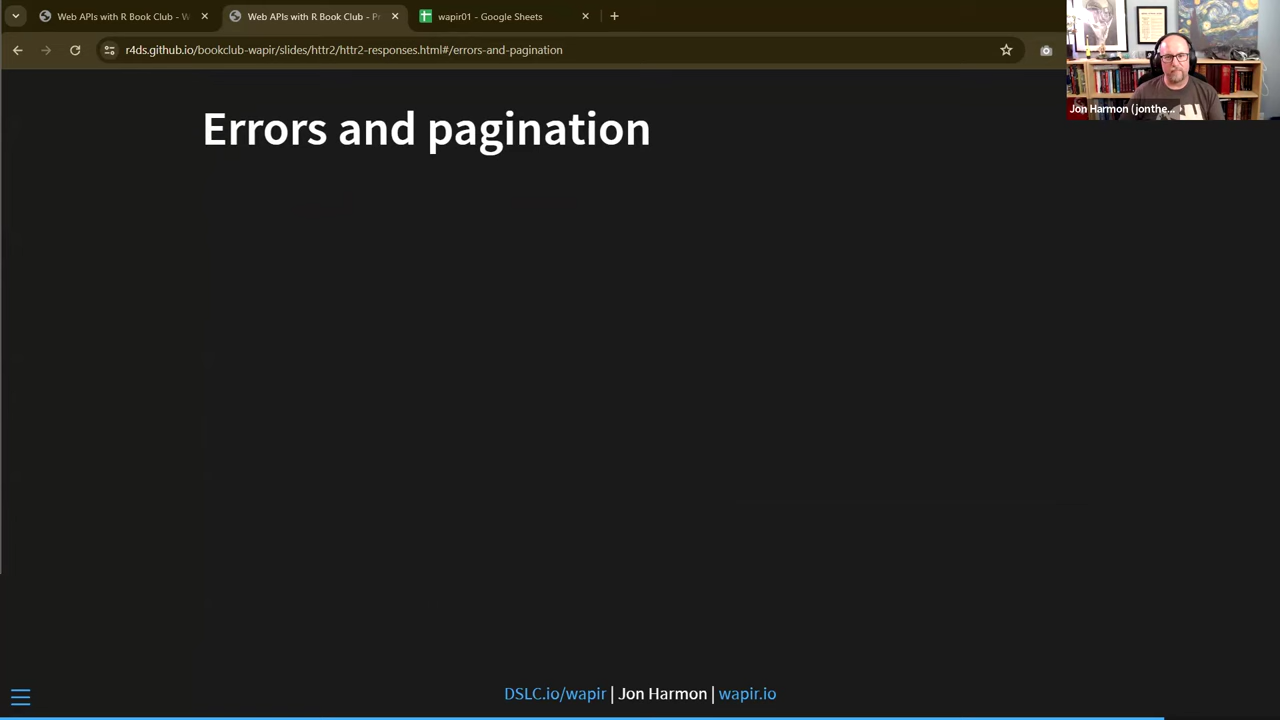 Web APIs with R Book Club - W
Web APIs with R Book Club - Pr
wapir01 - Google Sheets
r4ds.github.io/bookclub-wapir/slides/httr2/httr2-responses.html#/errors-and-pagination
Jon Harmon (jonthe...
Errors and pagination
DSLC.io/wapir | Jon Harmon | wapir.io